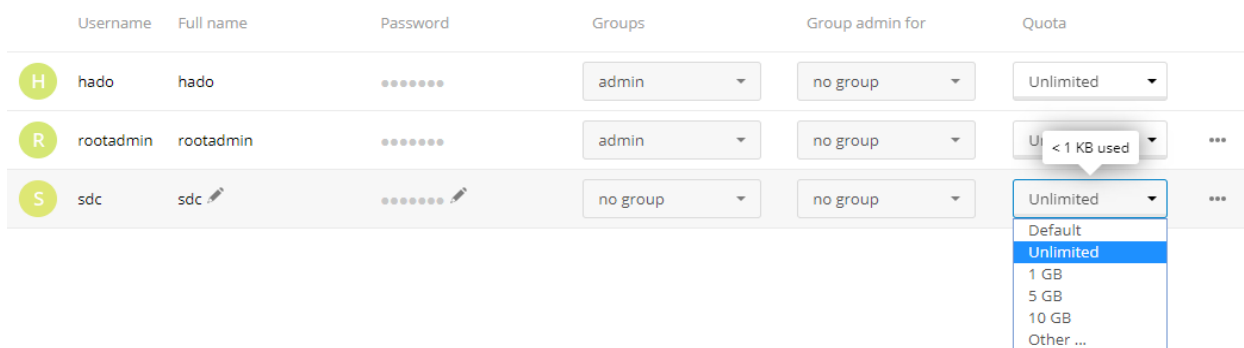 Username Full name Password Groups Group admin for Quota
H hado hado admin no group Unlimited
R rootadmin rootadmin admin no group
< 1 KB used
S sdc sdc no group no group Unlimited
Default
Unlimited
1 GB
5 GB
10 GB
Other ...